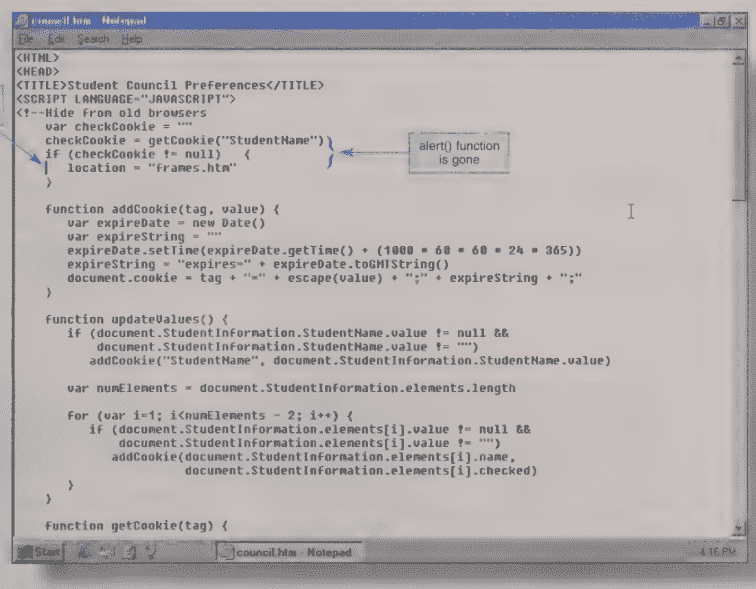 council.htm - Notepad
File Edit Search Help
<HTML>
<HEAD>
<TITLE>Student Council Preferences</TITLE>
<SCRIPT LANGUAGE="JAVASCRIPT">
<!--Hide from old browsers
var checkCookie = ""
checkCookie = getCookie("StudentName")
if (checkCookie != null) {
location = "frames.htm"
}
alert() function
is gone
function addCookie(tag, value) {
var expireDate = new Date()
var expireString = ""
expireDate.setTime(expireDate.getTime() + (1000 * 60 * 60 * 24 * 365))
expireString = "expires=" + expireDate.toGMTString()
document.cookie = tag + "=" + escape(value) + ";" + expireString + ";"
}
function updateValues() {
if (document.StudentInformation.StudentName.value != null &&
document.StudentInformation.StudentName.value != "")
addCookie("StudentName", document.StudentInformation.StudentName.value)
var numElements = document.StudentInformation.elements.length
for (var i=1; i<numElements - 2; i++) {
if (document.StudentInformation.elements[i].value != null &&
document.StudentInformation.elements[i].value != "")
addCookie(document.StudentInformation.elements[i].name,
document.StudentInformation.elements[i].checked)
}
}
function getCookie(tag) {
Start
council.htm - Notepad
4:16 PM